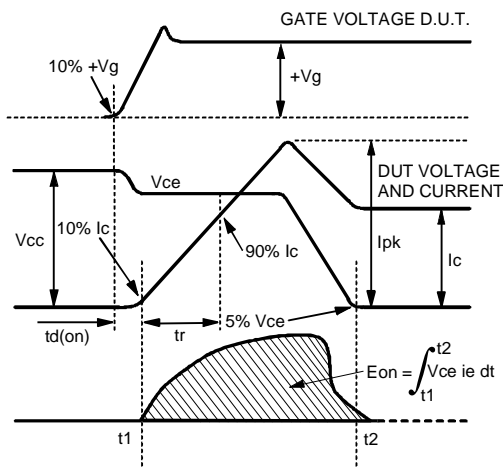 GATE VOLTAGE D.U.T.
10% +Vg
+Vg
Vce
DUT VOLTAGE
AND CURRENT
10% Ic
Vcc
90% Ic
Ipk
Ic
td(on)
tr
5% Vce
Eon = ∫ Vce ie dt
t2
t1
t1
t2